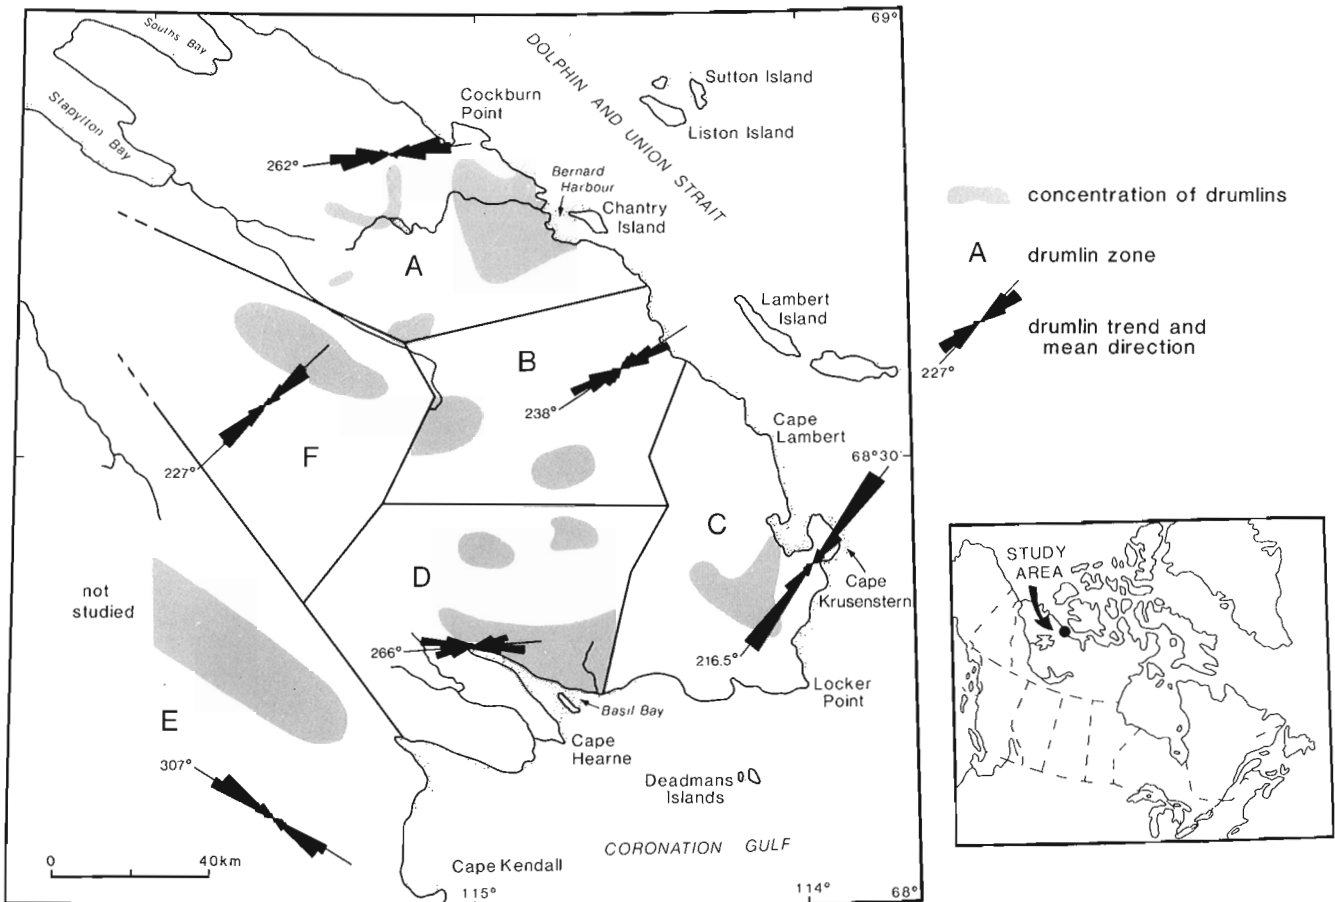 69°
Souths Bay
Stapylton Bay
DOLPHIN AND UNION STRAIT
Sutton Island
Liston Island
Cockburn
Point
262°
Bernard
Harbour
Chantry
Island
A
Lambert
Island
B
238°
Cape
Lambert
68°30'
F
227°
C
Cape
Krusenstern
216.5°
Locker
Point
D
266°
Basil Bay
Cape
Hearne
not
studied
E
307°
Deadmans
Islands
CORONATION GULF
Cape Kendall
0 40km
115°
114°
68°
concentration of drumlins
A drumlin zone
drumlin trend and
mean direction
227°
STUDY
AREA